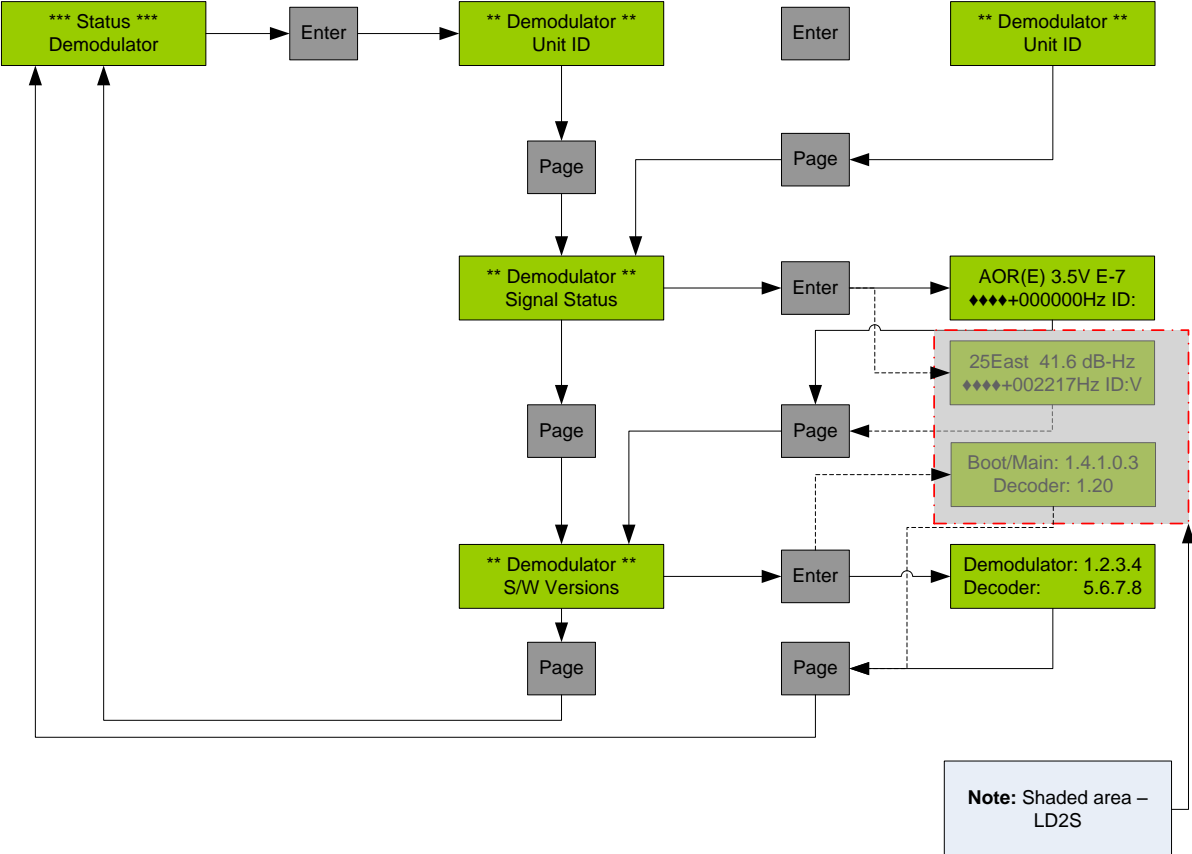 *** Status ***
Demodulator
Enter
** Demodulator **
Unit ID
Enter
** Demodulator **
Unit ID
Page
Page
** Demodulator **
Signal Status
Enter
AOR(E) 3.5V E-7
♦♦♦♦+000000Hz ID:
25East 41.6 dB-Hz
♦♦♦♦+002217Hz ID:V
Page
Page
Boot/Main: 1.4.1.0.3
Decoder: 1.20
** Demodulator **
S/W Versions
Enter
Demodulator: 1.2.3.4
Decoder: 5.6.7.8
Page
Page
Note: Shaded area –
LD2S